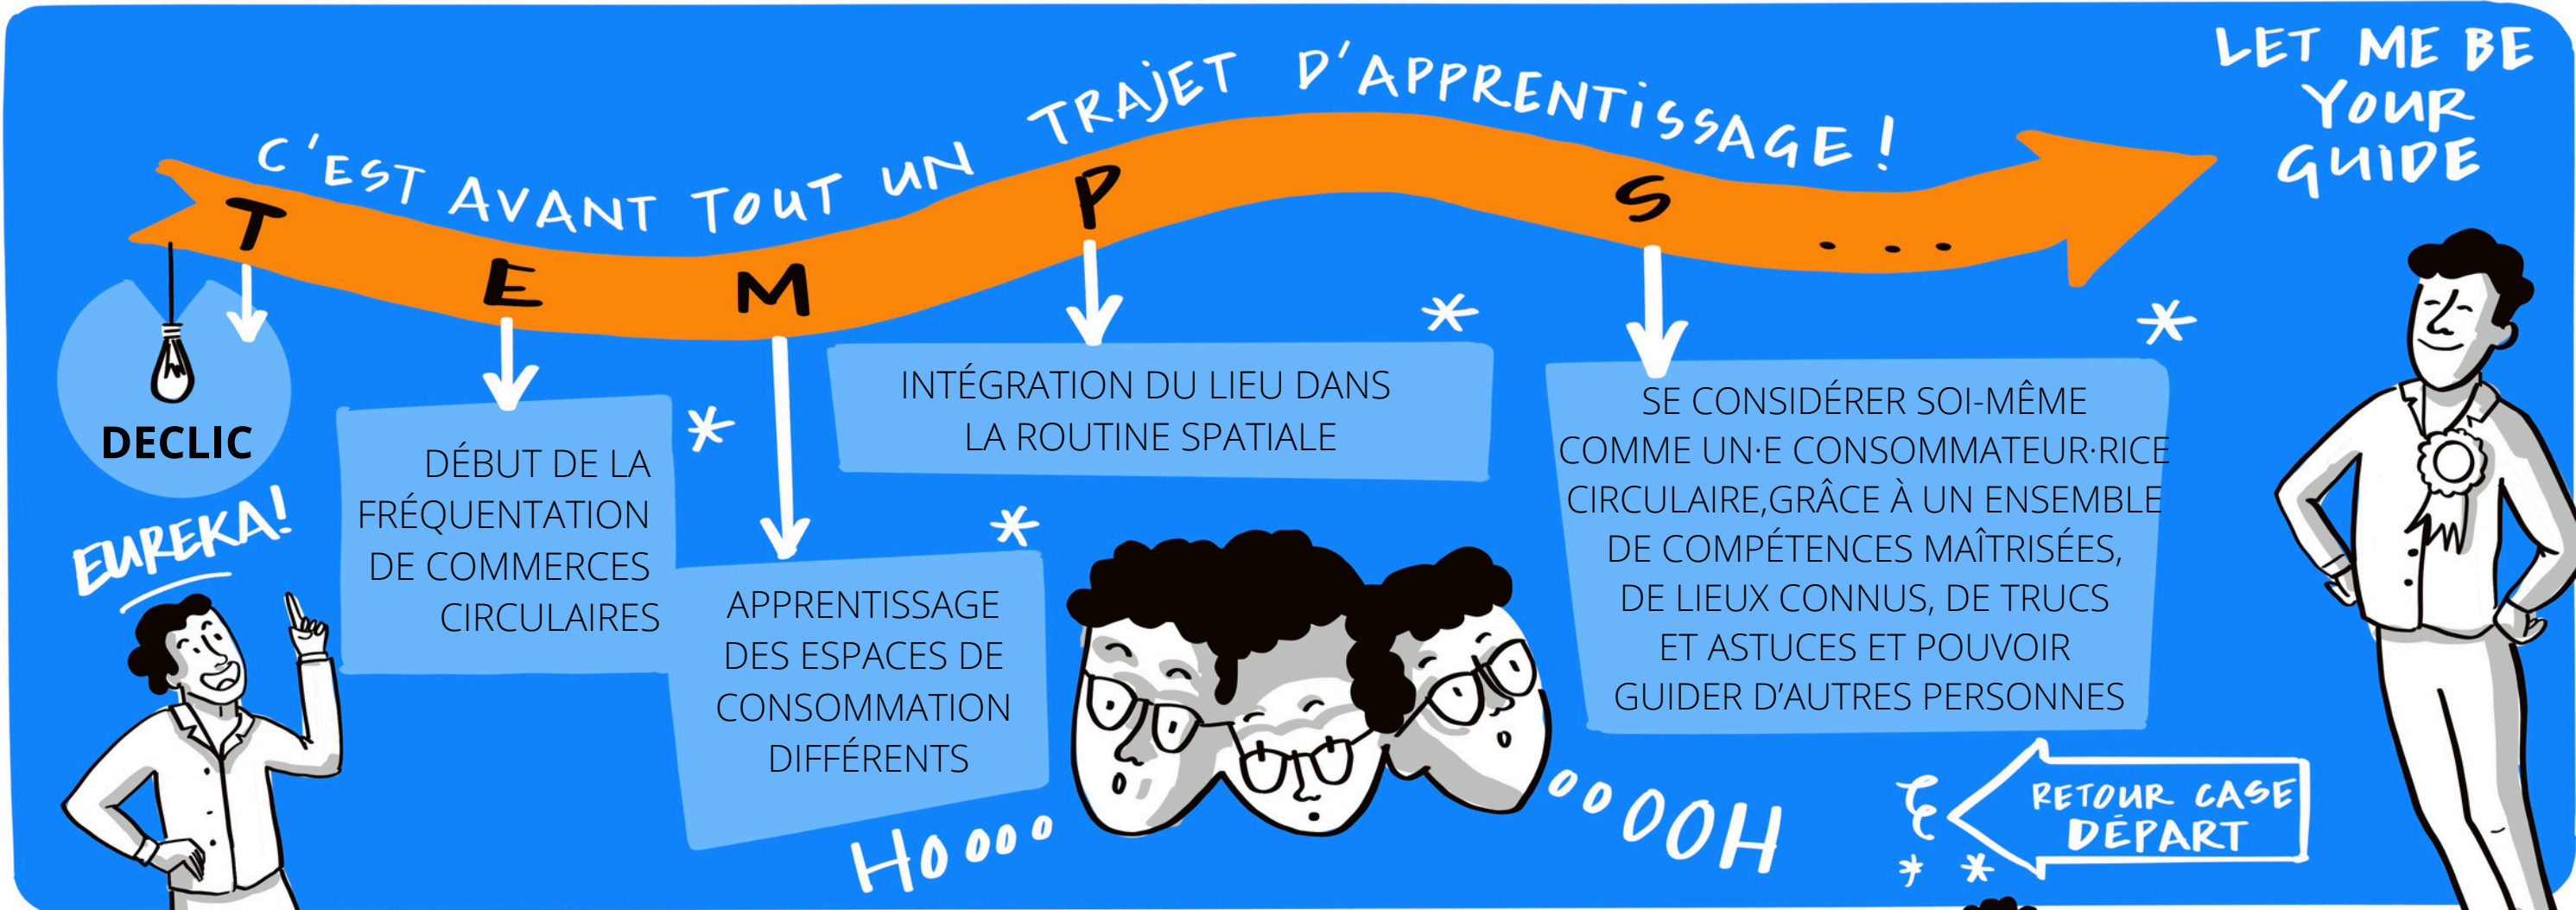 C'EST AVANT TOUT UN TRAJET D'APPRENTISSAGE !
LET ME BE
YOUR
GUIDE
T E M P S . . .
DECLIC
EUREKA!
DÉBUT DE LA
FRÉQUENTATION
DE COMMERCES
CIRCULAIRES
*
APPRENTISSAGE
DES ESPACES DE
CONSOMMATION
DIFFÉRENTS
*
INTÉGRATION DU LIEU DANS
LA ROUTINE SPATIALE
*
SE CONSIDÉRER SOI-MÊME
COMME UN·E CONSOMMATEUR·RICE
CIRCULAIRE,GRÂCE À UN ENSEMBLE
DE COMPÉTENCES MAÎTRISÉES,
DE LIEUX CONNUS, DE TRUCS
ET ASTUCES ET POUVOIR
GUIDER D'AUTRES PERSONNES
*
HOOOOO
OOOOOH
RETOUR CASE
DÉPART
* *